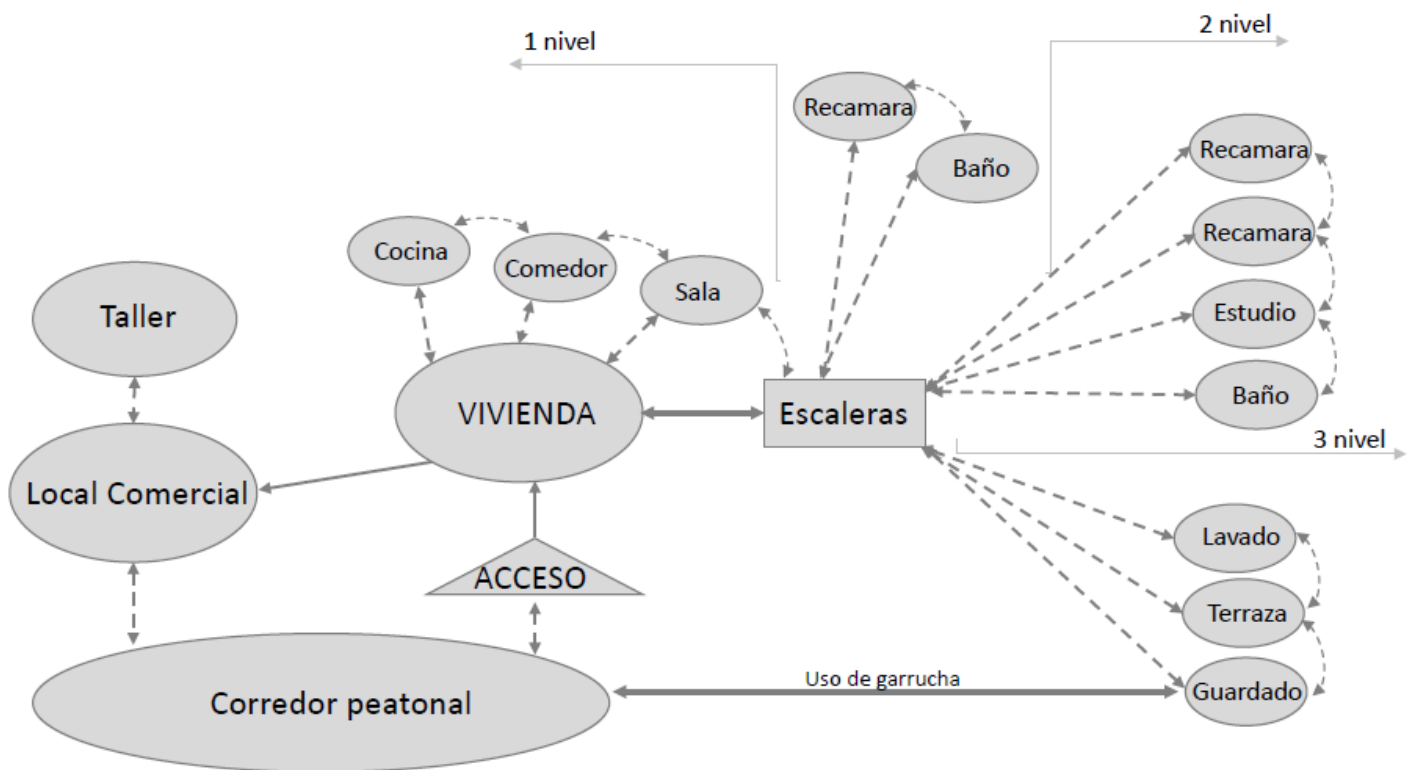 1 nivel
2 nivel
Recamara
Baño
Recamara
Recamara
Cocina
Comedor
Sala
Estudio
Taller
Baño
VIVIENDA
Escaleras
3 nivel
Local Comercial
Lavado
ACCESO
Terraza
Uso de garrucha
Guardado
Corredor peatonal